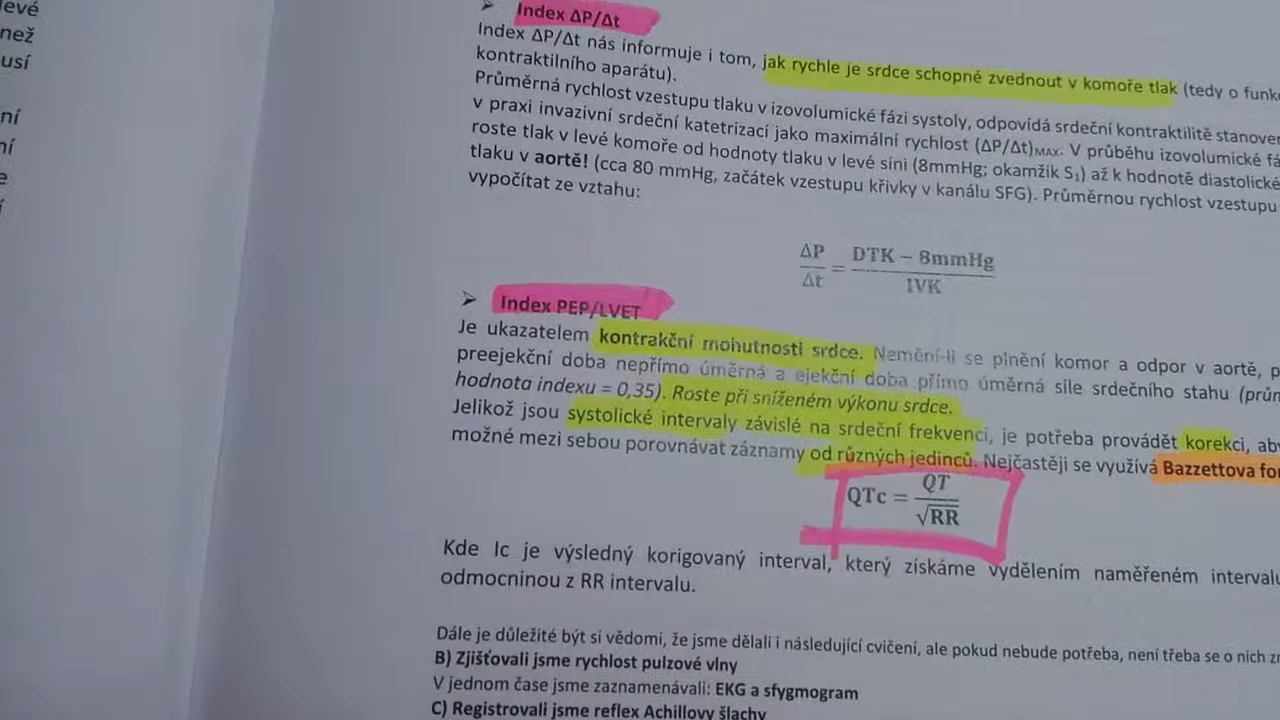 levé
než
usí
ní
ní
e
í
➤ Index ΔP/Δt
Index ΔP/Δt nás informuje i tom, jak rychle je srdce schopné zvednout v komoře tlak (tedy o funk
kontraktilního aparátu).
Průměrná rychlost vzestupu tlaku v izovolumické fázi systoly, odpovídá srdeční kontraktilitě stanove
v praxi invazivní srdeční katetrizací jako maximální rychlost (ΔP/Δt)MAX. V průběhu izovolumické fá
roste tlak v levé komoře od hodnoty tlaku v levé síni (8mmHg; okamžik S1) až k hodnotě diastolické
tlaku v aortě! (cca 80 mmHg, začátek vzestupu křivky v kanálu SFG). Průměrnou rychlost vzestupu
vypočítat ze vztahu:
ΔP/Δt = DTK – 8mmHg/IVK
➤ Index PEP/LVET
Je ukazatelem kontrakční mohutnosti srdce. Nemění-li se plnění komor a odpor v aortě, p
preejekční doba nepřímo úměrná a ejekční doba přímo úměrná síle srdečního stahu (prům
hodnota indexu = 0,35). Roste při sníženém výkonu srdce.
Jelikož jsou systolické intervaly závislé na srdeční frekvenci, je potřeba provádět korekci, aby
možné mezi sebou porovnávat záznamy od různých jedinců. Nejčastěji se využívá Bazzettova fo
QTc = QT/√RR
Kde Ic je výsledný korigovaný interval, který získáme vydělením naměřeném intervalu
odmocninou z RR intervalu.
Dále je důležité být si vědomi, že jsme dělali i následující cvičení, ale pokud nebude potřeba, není třeba se o nich z
B) Zjišťovali jsme rychlost pulzové vlny
V jednom čase jsme zaznamenávali: EKG a sfygmogram
C) Registrovali jsme reflex Achillovy šlachy